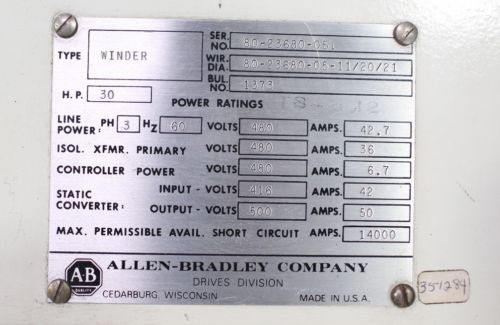 SER. NO. 80-23680-051
TYPE WINDER
WIR. DIA. 80-23680-06-11/20/21
BUL. NO. 1373
H.P. 30
POWER RATINGS
LINE POWER: PH 3 HZ 60 VOLTS 480 AMPS. 42.7
ISOL. XFMR. PRIMARY VOLTS 480 AMPS. 36
CONTROLLER POWER VOLTS 480 AMPS. 6.7
STATIC CONVERTER: INPUT - VOLTS 416 AMPS. 42
OUTPUT - VOLTS 500 AMPS. 50
MAX. PERMISSIBLE AVAIL. SHORT CIRCUIT AMPS. 14000
AB QUALITY
ALLEN-BRADLEY COMPANY
DRIVES DIVISION
CEDARBURG, WISCONSIN MADE IN U.S.A.
351284